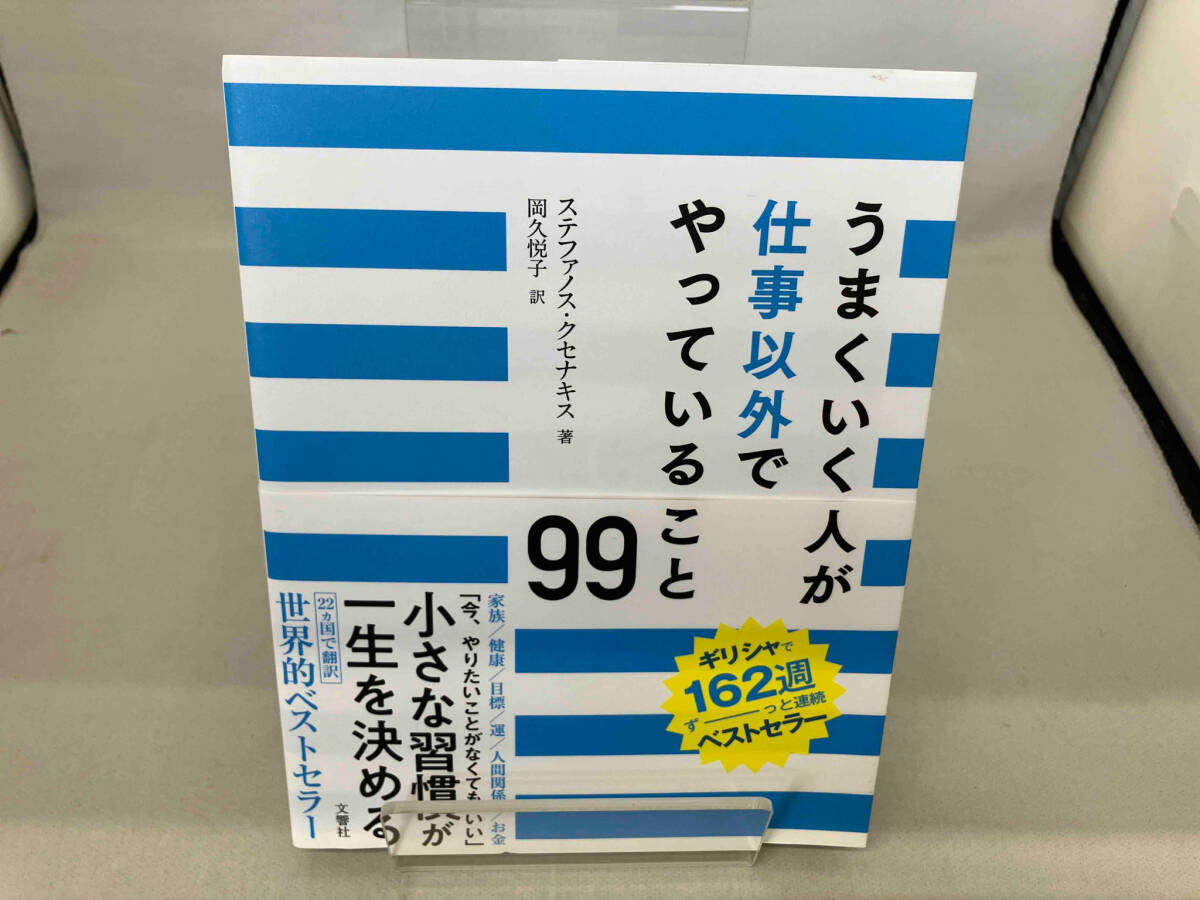 うまくいく人が
仕事以外で
やっていること
99
ステファノス・クセナキス 著
岡久悦子 訳
ギリシヤで
162週
ず――っと連続
ベストセラー
家族/健康/目標/運/人間関係/お金
「今、やりたいことがなくてもいい」
小さな習慣が
一生を決める
22ヵ国で翻訳
世界的ベストセラー
文響社